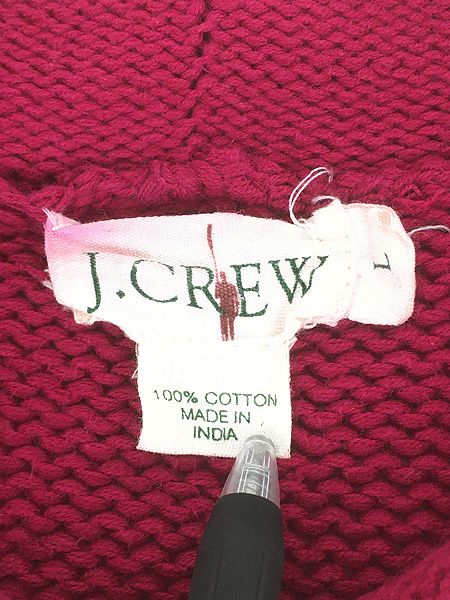 J.CREW
L
100% COTTON
MADE IN
INDIA